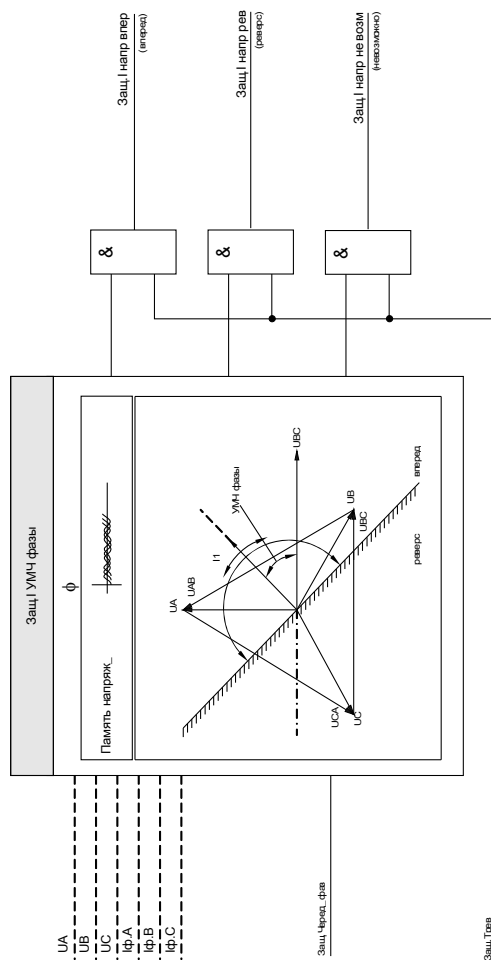 Защ,I УМЧ фазы
φ
Память напряж_
UA
UB
UC
Iф.A
Iф.B
Iф.C
Защ,Черед_фаз
Защ,Трев
UA
UAB
I1
УМЧ фазы
UBC
UB
UBC
UCA
UC
вперед
реверс
&
Защ,I напр впер
(вперед)
&
Защ,I напр рев
(реверс)
&
Защ,I напр не возм
(невозможно)